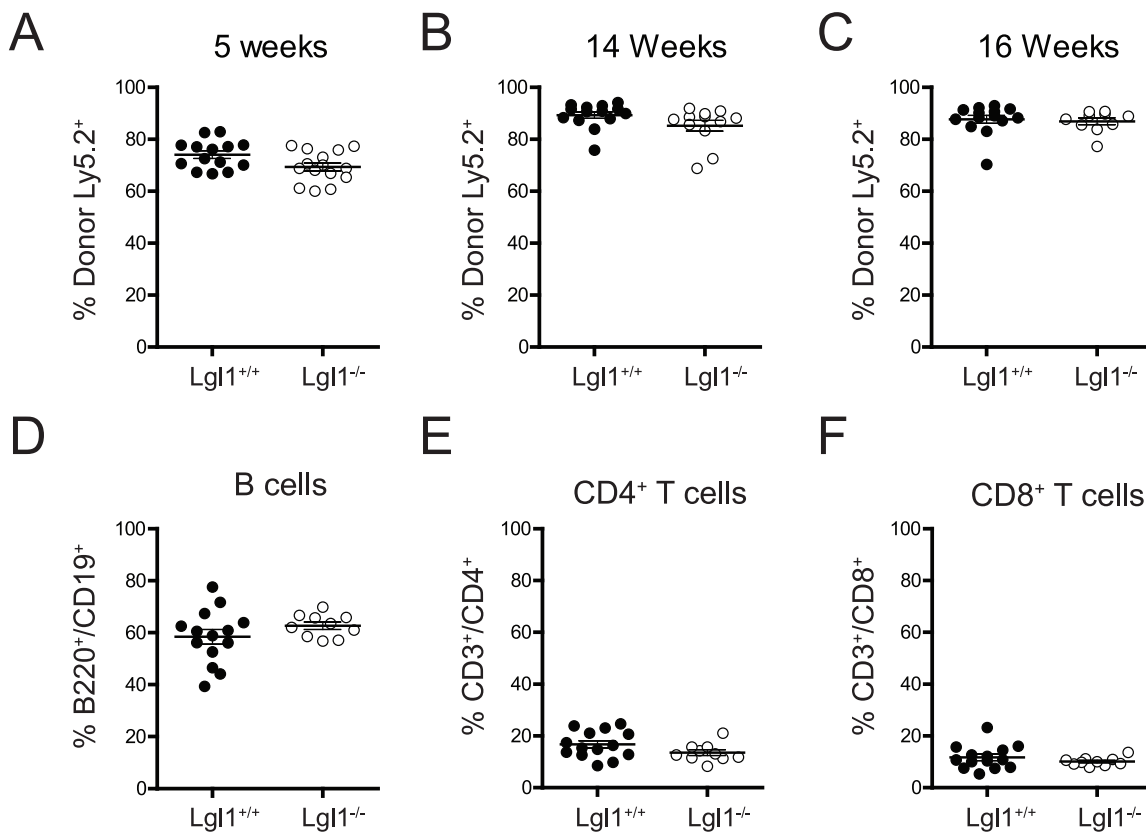 A
5 weeks
% Donor Ly5.2⁺
100
80
60
40
20
0
Lgl1⁺/⁺
Lgl1⁻/⁻
B
14 Weeks
% Donor Ly5.2⁺
100
80
60
40
20
0
Lgl1⁺/⁺
Lgl1⁻/⁻
C
16 Weeks
% Donor Ly5.2⁺
100
80
60
40
20
0
Lgl1⁺/⁺
Lgl1⁻/⁻
D
B cells
% B220⁺/CD19⁺
100
80
60
40
20
0
Lgl1⁺/⁺
Lgl1⁻/⁻
E
CD4⁺ T cells
% CD3⁺/CD4⁺
100
80
60
40
20
0
Lgl1⁺/⁺
Lgl1⁻/⁻
F
CD8⁺ T cells
% CD3⁺/CD8⁺
100
80
60
40
20
0
Lgl1⁺/⁺
Lgl1⁻/⁻